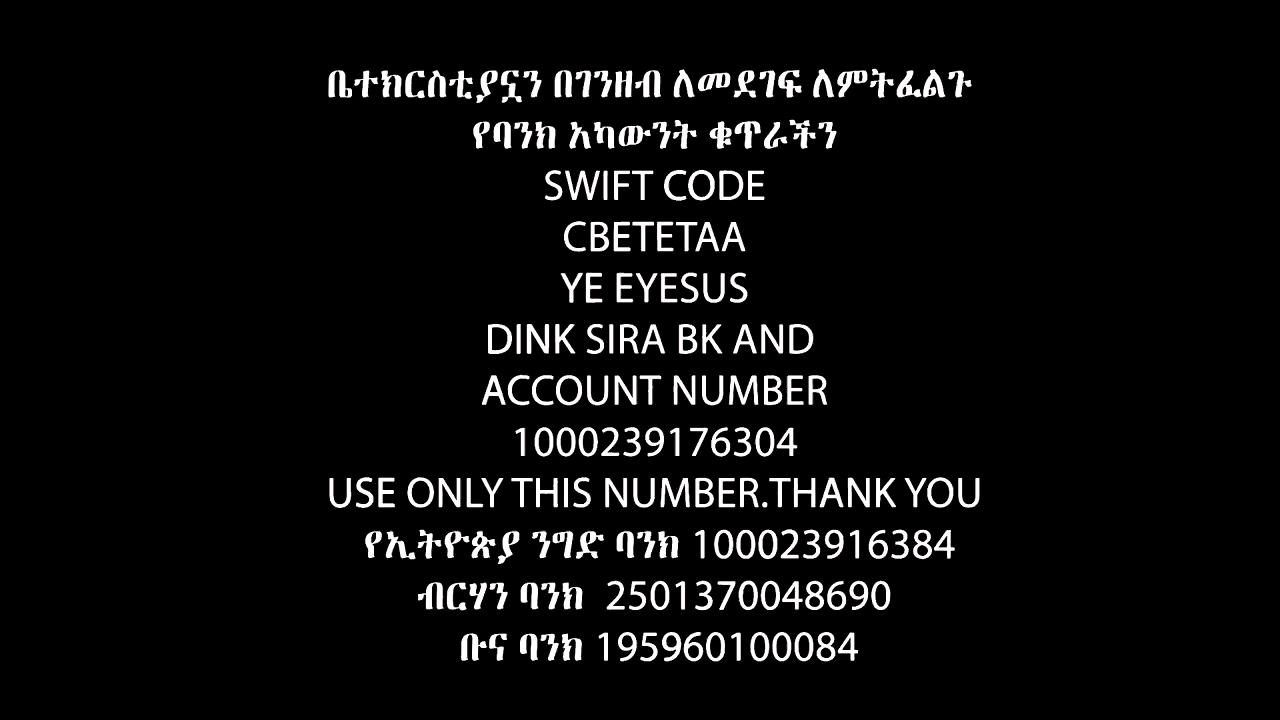 ቤተክርስቲያኗን በገንዘብ ለመደገፍ ለምትፈልጉ
የባንክ አካውንት ቁጥራችን
SWIFT CODE
CBETETAA
YE EYESUS
DINK SIRA BK AND
ACCOUNT NUMBER
1000239176304
USE ONLY THIS NUMBER.THANK YOU
የኢትዮጵያ ንግድ ባንክ 100023916384
ብርሃን ባንክ 2501370048690
ቡና ባንክ 195960100084